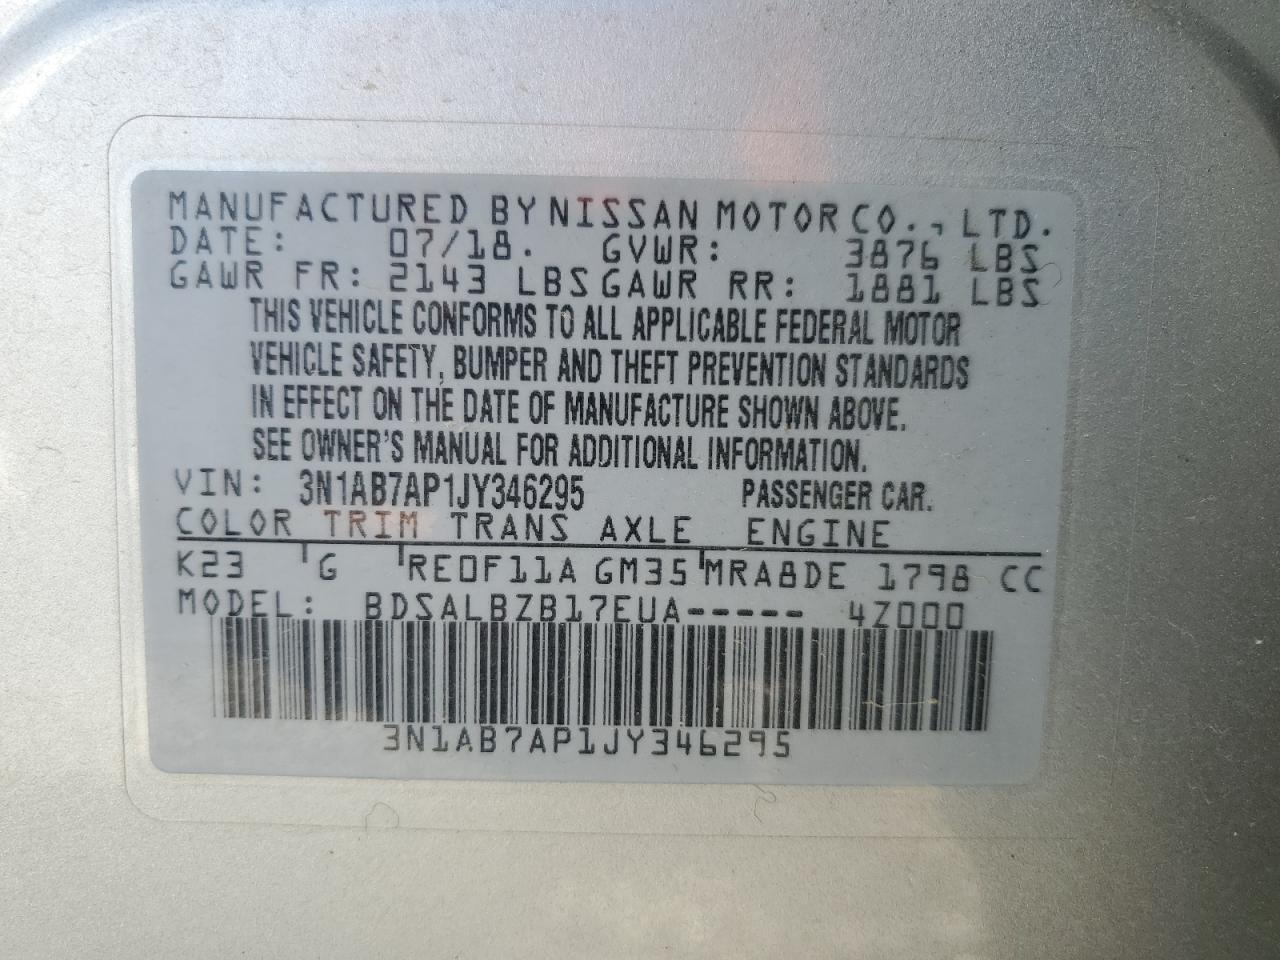 MANUFACTURED BY NISSAN MOTOR CO., LTD.
DATE: 07/18. GVWR: 3876 LBS
GAWR FR: 2143 LBS GAWR RR: 1881 LBS
THIS VEHICLE CONFORMS TO ALL APPLICABLE FEDERAL MOTOR
VEHICLE SAFETY, BUMPER AND THEFT PREVENTION STANDARDS
IN EFFECT ON THE DATE OF MANUFACTURE SHOWN ABOVE.
SEE OWNER'S MANUAL FOR ADDITIONAL INFORMATION.
VIN: 3N1AB7AP1JY346295 PASSENGER CAR.
COLOR TRIM TRANS AXLE ENGINE
K23 G RE0F11A GM35 MRA8DE 1798 CC
MODEL: BDSALBZB17EUA----- 4Z000
3N1AB7AP1JY346295